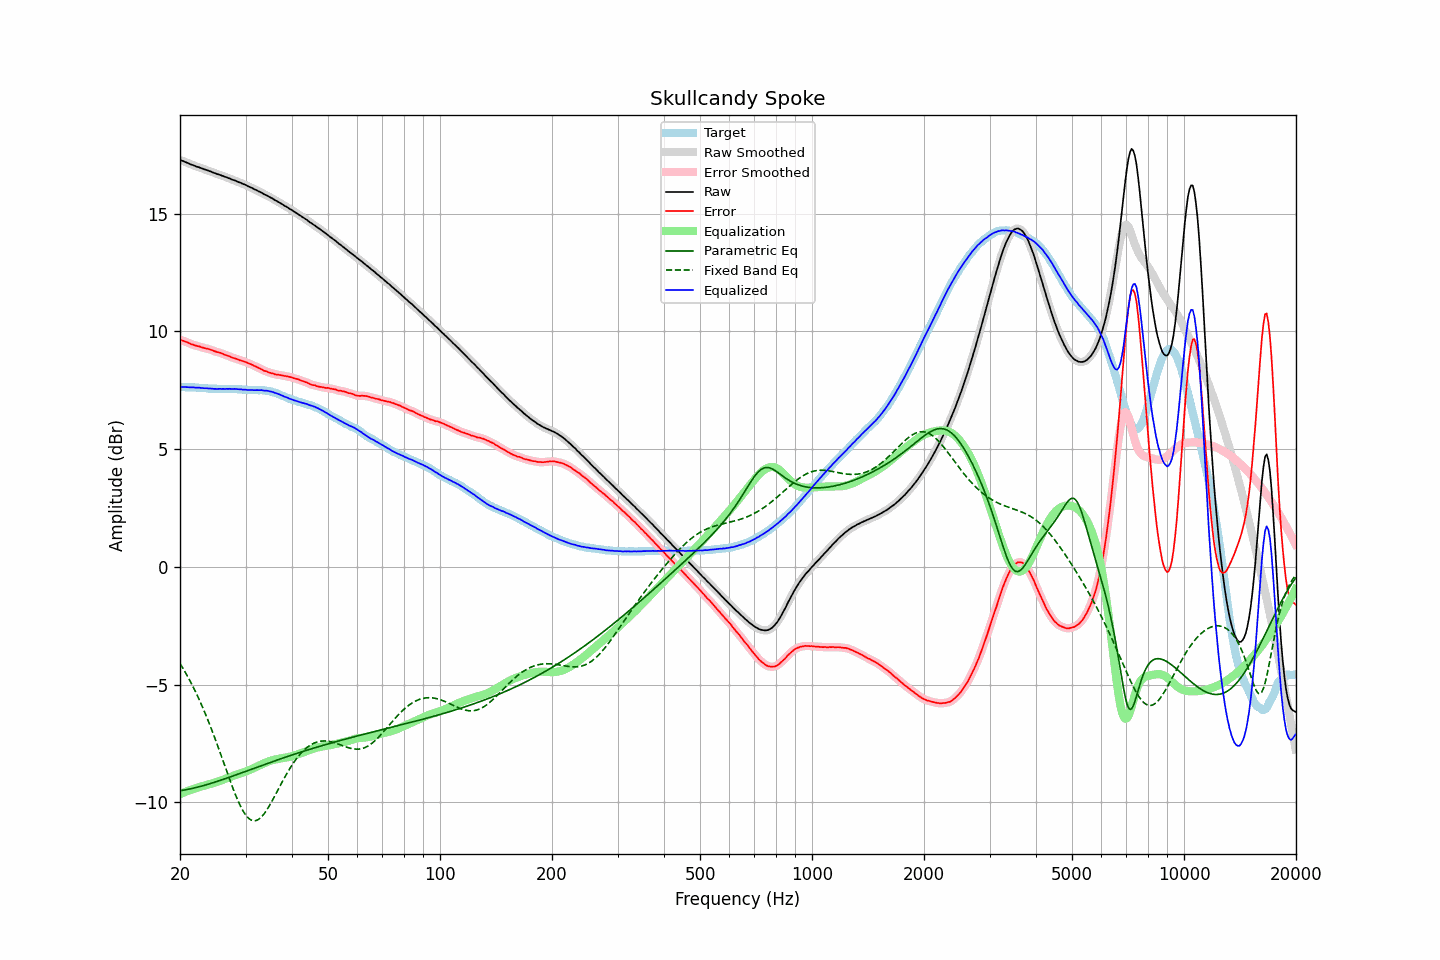 Skullcandy Spoke
Target
Raw Smoothed
Error Smoothed
Raw
Error
Equalization
Parametric Eq
Fixed Band Eq
Equalized
Amplitude (dBr)
15
10
5
0
−5
−10
20
50
100
200
500
1000
2000
5000
10000
20000
Frequency (Hz)